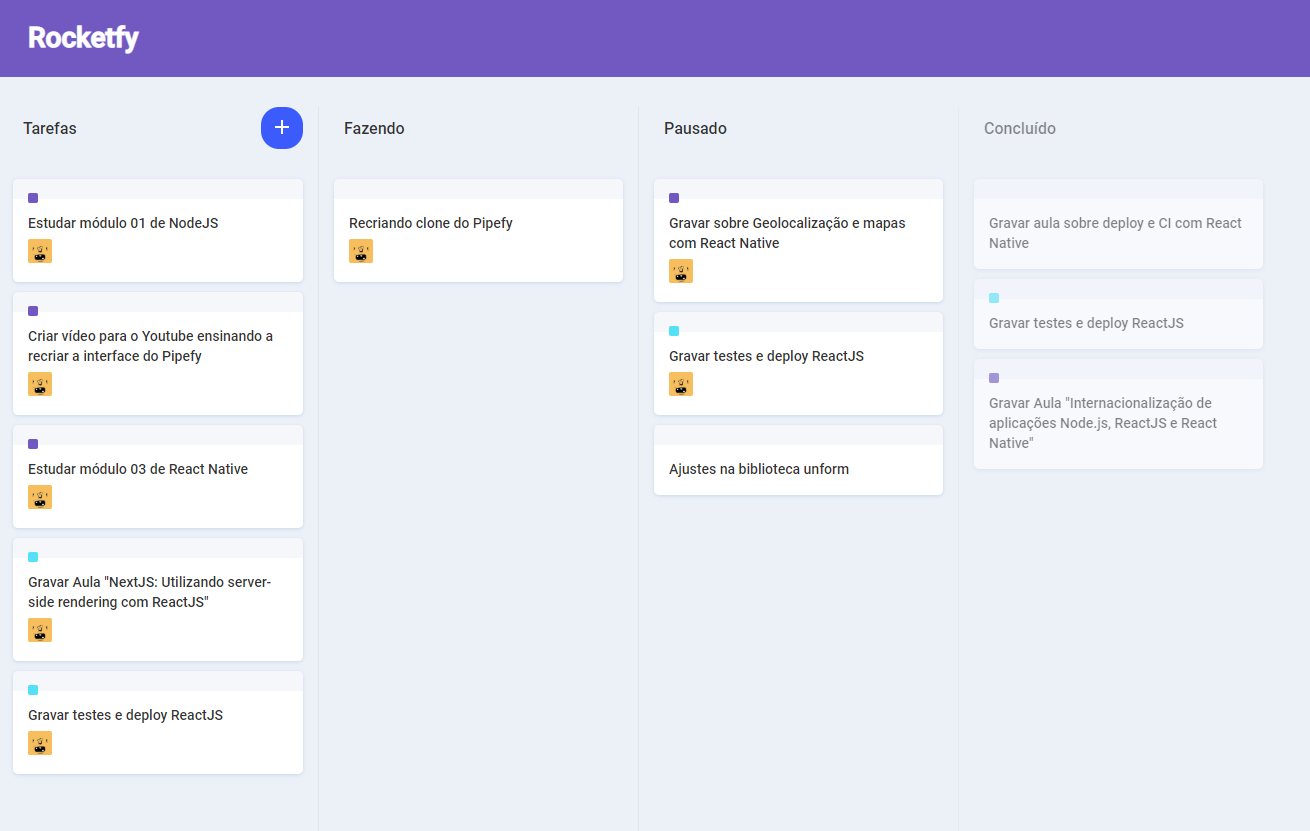 Rocketfy
Tarefas
Estudar módulo 01 de NodeJS
Criar vídeo para o Youtube ensinando a
recriar a interface do Pipefy
Estudar módulo 03 de React Native
Gravar Aula "NextJS: Utilizando server-
side rendering com ReactJS"
Gravar testes e deploy ReactJS
Fazendo
Recriando clone do Pipefy
Pausado
Gravar sobre Geolocalização e mapas
com React Native
Gravar testes e deploy ReactJS
Ajustes na biblioteca unform
Concluído
Gravar aula sobre deploy e CI com React
Native
Gravar testes e deploy ReactJS
Gravar Aula "Internacionalização de
aplicações Node.js, ReactJS e React
Native"